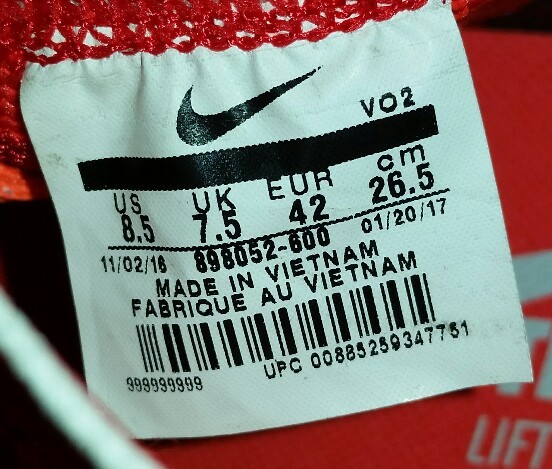 VO2
US UK EUR cm
8.5 7.5 42 26.5
11/02/16 898052-600 01/20/17
MADE IN VIETNAM
FABRIQUE AU VIETNAM
999999999 UPC 00885259347751
LIFT